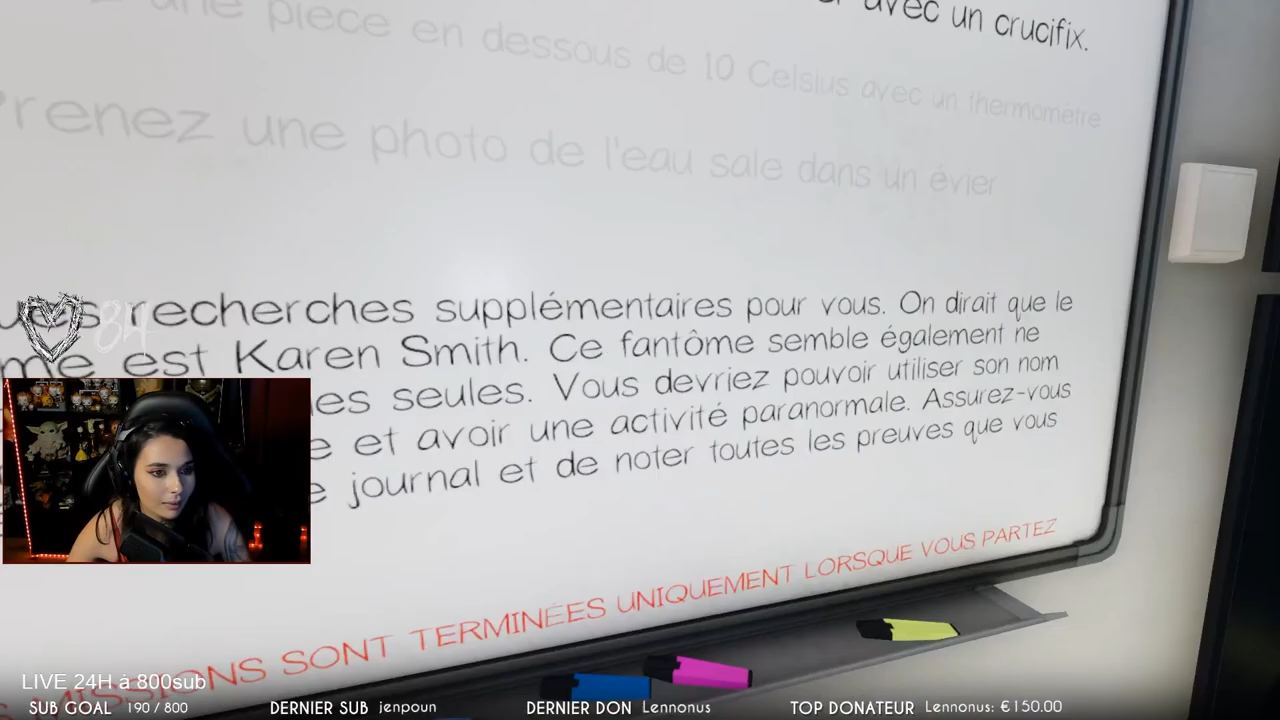 avec un crucifix.
une pièce en dessous de 10 Celsius avec un thermomètre
Prenez une photo de l'eau sale dans un évier
recherches supplémentaires pour vous. On dirait que le
84
est Karen Smith. Ce fantôme semble également ne
seules. Vous devriez pouvoir utiliser son nom
et avoir une activité paranormale. Assurez-vous
journal et de noter toutes les preuves que vous
MISSIONS SONT TERMINÉES UNIQUEMENT LORSQUE VOUS PARTEZ
LIVE 24H à 800sub
SUB GOAL 190 / 800 DERNIER SUB jenpoun DERNIER DON Lennonus TOP DONATEUR Lennonus: €150.00